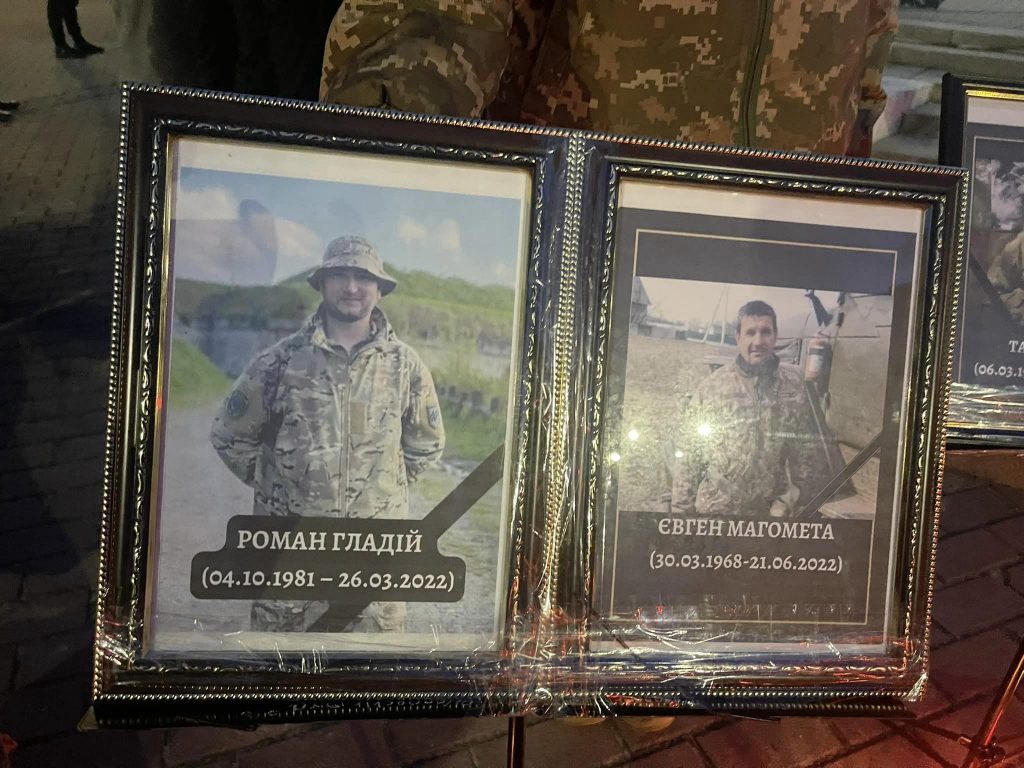 РОМАН ГЛАДІЙ
(04.10.1981 – 26.03.2022)
ЄВГЕН МАГОМЕТА
(30.03.1968-21.06.2022)